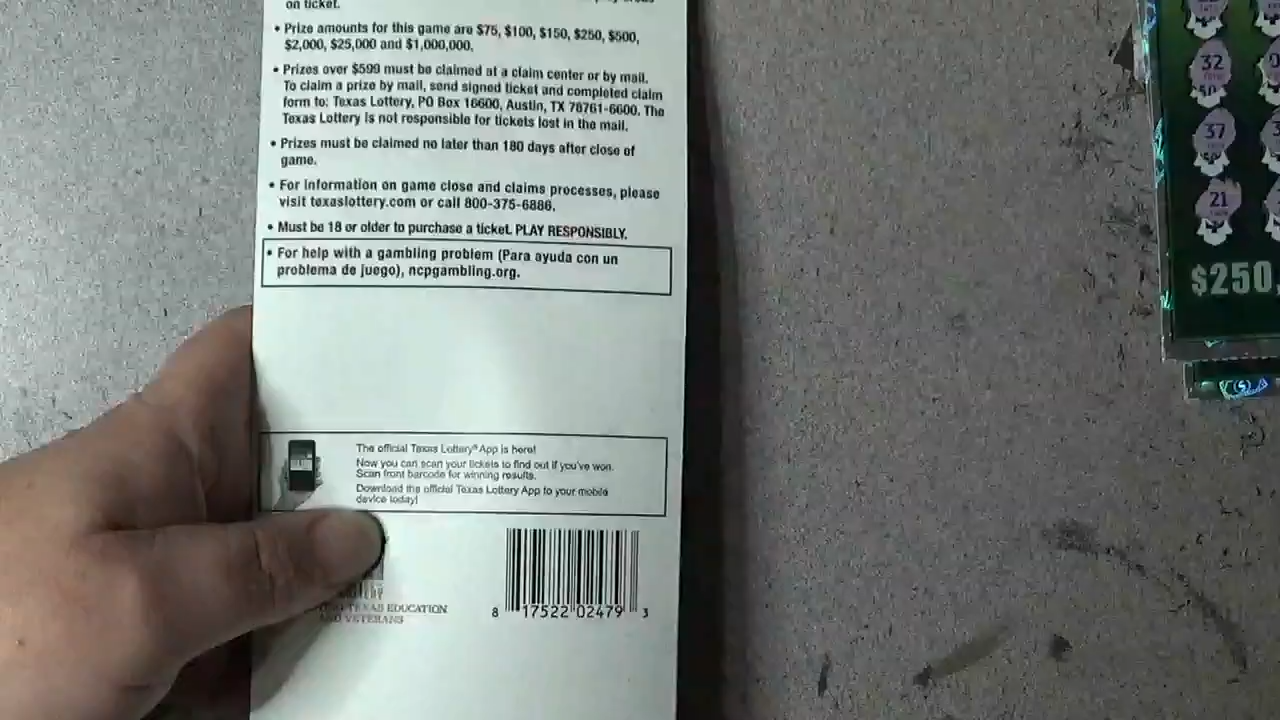 on ticket.
• Prize amounts for this game are $75, $100, $150, $250, $500,
$2,000, $25,000 and $1,000,000.
• Prizes over $599 must be claimed at a claim center or by mail.
To claim a prize by mail, send signed ticket and completed claim
form to: Texas Lottery, PO Box 16600, Austin, TX 78761-6600. The
Texas Lottery is not responsible for tickets lost in the mail.
• Prizes must be claimed no later than 180 days after close of
game.
• For information on game close and claims processes, please
visit texaslottery.com or call 800-375-6886.
• Must be 18 or older to purchase a ticket. PLAY RESPONSIBLY.
• For help with a gambling problem (Para ayuda con un
problema de juego), ncpgambling.org.
The official Texas Lottery® App is here!
Now you can scan your tickets to find out if you've won.
Scan front barcode for winning results.
Download the official Texas Lottery App to your mobile
device today!
TEXAS EDUCATION
AND VETERANS
8 17522 02479 3
32
37
21
$250,